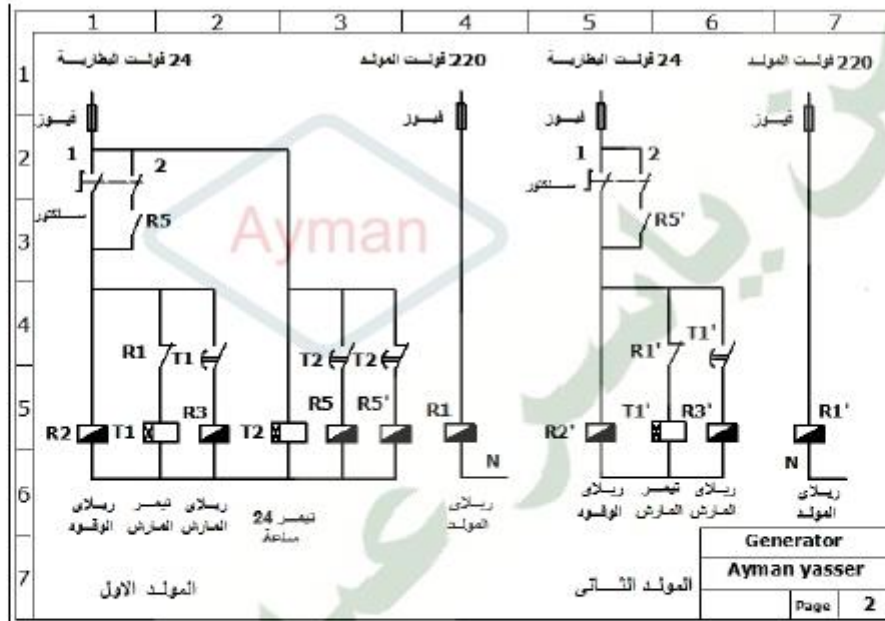 1 2 3 4 5 6 7
1
24 فولت البطارية
220 فولت المولد
24 فولت البطارية
220 فولت المولد
فيوز
فيوز
فيوز
فيوز
2
1
2
1
2
سلكتور
سلكتور
3
R5
R5'
Ayman
4
R1
T1
T2
T2
R1'
T1'
5
R2
T1
R3
T2
R5
R5'
R1
R2'
T1'
R3'
R1'
N
N
6
ريلاى الوقود
تيمر المارش
ريلاى المارش
تيمر 24 ساعة
ريلاى المولد
ريلاى الوقود
تيمر المارش
ريلاى المارش
ريلاى المولد
7
المولد الاول
المولد الثانى
Generator
Ayman yasser
Page 2